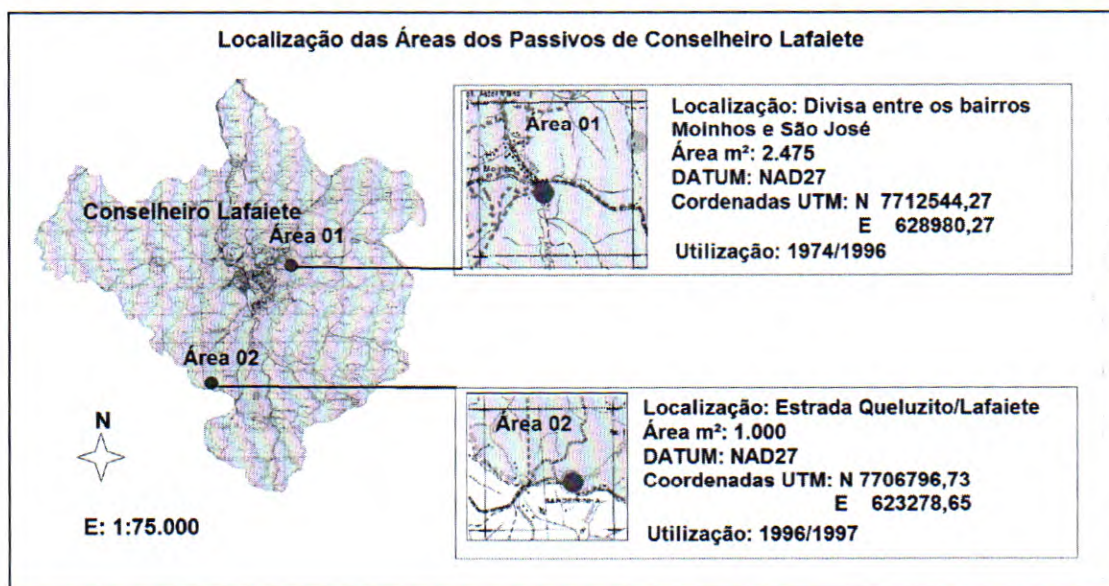 Localização das Áreas dos Passivos de Conselheiro Lafaiete
Conselheiro Lafaiete
Área 01
Área 02
N
E: 1:75.000
Área 01
Localização: Divisa entre os bairros
Moinhos e São José
Área m²: 2.475
DATUM: NAD27
Cordenadas UTM: N 7712544,27
E 628980,27
Utilização: 1974/1996
Área 02
Localização: Estrada Queluzito/Lafaiete
Área m²: 1.000
DATUM: NAD27
Coordenadas UTM: N 7706796,73
E 623278,65
Utilização: 1996/1997